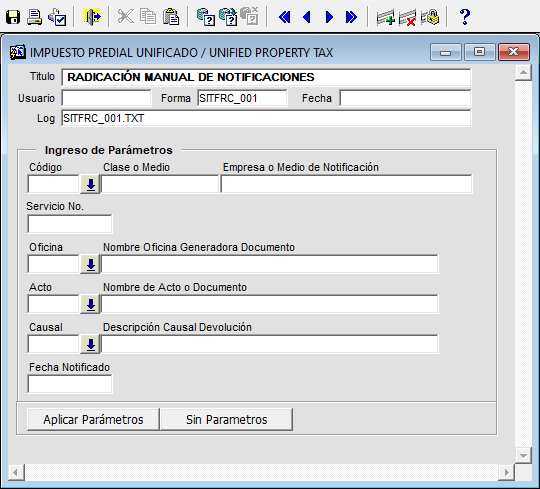 IMPUESTO PREDIAL UNIFICADO / UNIFIED PROPERTY TAX
Titulo RADICACIÓN MANUAL DE NOTIFICACIONES
Usuario Forma SITFRC_001 Fecha
Log SITFRC_001.TXT
Ingreso de Parámetros
Código Clase o Medio Empresa o Medio de Notificación
Servicio No.
Oficina Nombre Oficina Generadora Documento
Acto Nombre de Acto o Documento
Causal Descripción Causal Devolución
Fecha Notificado
Aplicar Parámetros Sin Parametros